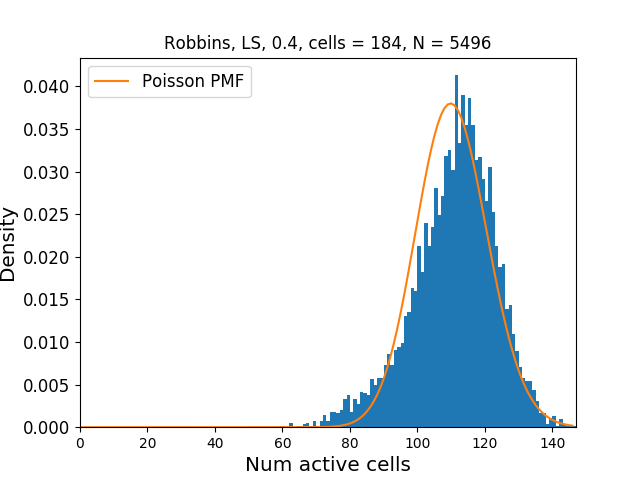 Robbins, LS, 0.4, cells = 184, N = 5496
Poisson PMF
0.040
0.035
0.030
0.025
0.020
0.015
0.010
0.005
0.000
Density
0 20 40 60 80 100 120 140
Num active cells